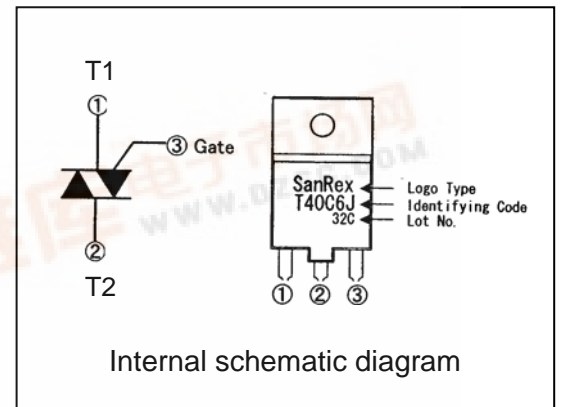 T1
①
③ Gate
②
T2
SanRex
T40C6J
32C
Logo Type
Identifying Code
Lot No.
① ② ③
Internal schematic diagram